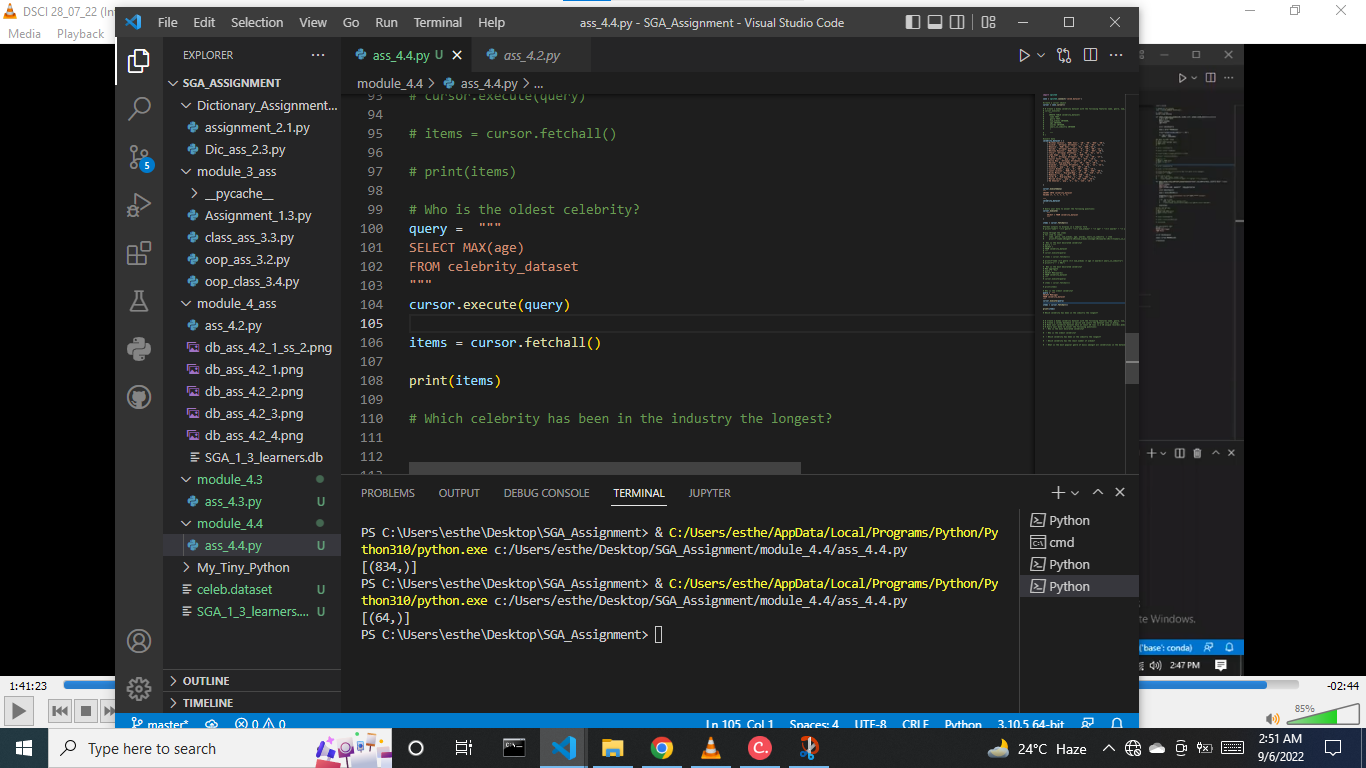 DSCI 28_07_22 (In
Media Playback
File Edit Selection View Go Run Terminal Help
ass_4.4.py - SGA_Assignment - Visual Studio Code
EXPLORER
SGA_ASSIGNMENT
Dictionary_Assignment...
assignment_2.1.py
Dic_ass_2.3.py
module_3_ass
__pycache__
Assignment_1.3.py
class_ass_3.3.py
oop_ass_3.2.py
oop_class_3.4.py
module_4_ass
ass_4.2.py
db_ass_4.2_1_ss_2.png
db_ass_4.2_1.png
db_ass_4.2_2.png
db_ass_4.2_3.png
db_ass_4.2_4.png
SGA_1_3_learners.db
module_4.3
ass_4.3.py U
module_4.4
ass_4.4.py U
My_Tiny_Python
celeb.dataset U
SGA_1_3_learners.... U
OUTLINE
TIMELINE
5
ass_4.4.py U ass_4.2.py
module_4.4 > ass_4.4.py > ...
93 # cursor.execute(query)
94
95 # items = cursor.fetchall()
96
97 # print(items)
98
99 # Who is the oldest celebrity?
100 query = """
101 SELECT MAX(age)
102 FROM celebrity_dataset
103 """
104 cursor.execute(query)
105
106 items = cursor.fetchall()
107
108 print(items)
109
110 # Which celebrity has been in the industry the longest?
111
112
113
PROBLEMS OUTPUT DEBUG CONSOLE TERMINAL JUPYTER
PS C:\Users\esthe\Desktop\SGA_Assignment> & C:/Users/esthe/AppData/Local/Programs/Python/Py
thon310/python.exe c:/Users/esthe/Desktop/SGA_Assignment/module_4.4/ass_4.4.py
[(834,)]
PS C:\Users\esthe\Desktop\SGA_Assignment> & C:/Users/esthe/AppData/Local/Programs/Python/Py
thon310/python.exe c:/Users/esthe/Desktop/SGA_Assignment/module_4.4/ass_4.4.py
[(64,)]
PS C:\Users\esthe\Desktop\SGA_Assignment>
Python
cmd
Python
Python
te Windows.
('base': conda)
2:47 PM
master* 0 0 Ln 105, Col 1 Spaces: 4 UTF-8 CRLF Python 3.10.5 64-bit
1:41:23
-02:44
85%
Type here to search
24°C Haze
2:51 AM
9/6/2022